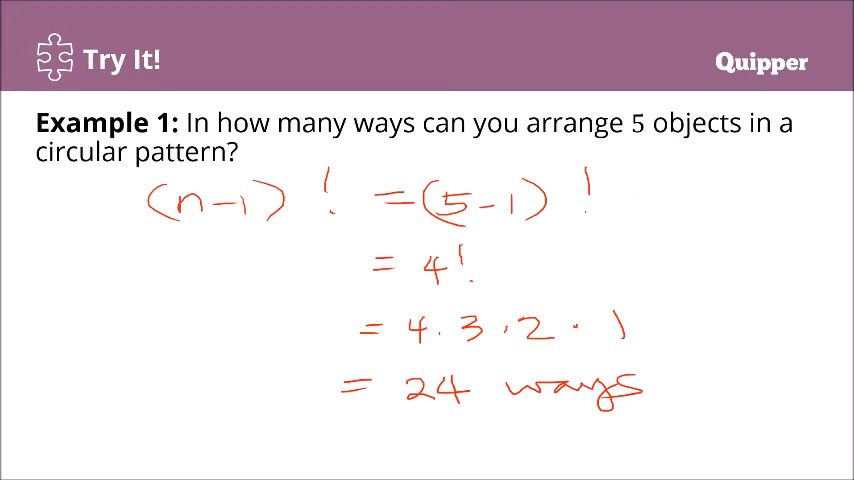 Try It!
Quipper
Example 1: In how many ways can you arrange 5 objects in a
circular pattern?
(n-1)! = (5-1)!
= 4!
= 4.3.2.1
= 24 ways